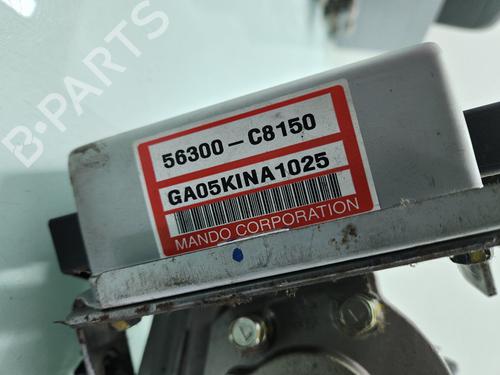 B-PARTS
56300-C8150
GA05KINA1025
MANDO CORPORATION